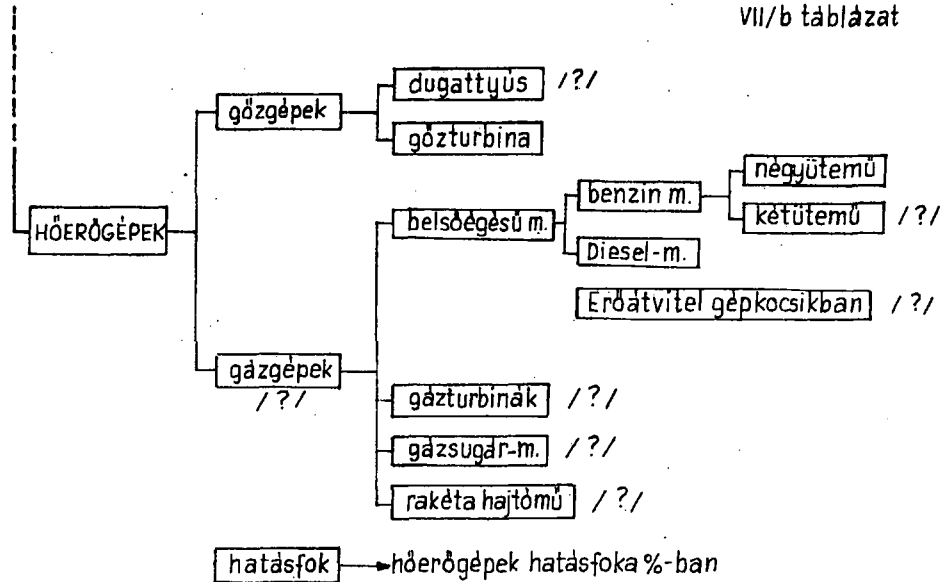 VII/b táblázat
dugattyús /?/
gőzgépek
gőzturbina
négyütemű
benzin m.
HŐERŐGÉPEK
belsőégésű m.
kétütemű /?/
Diesel-m.
Erőátvitel gépkocsikban /?/
gázgépek
/?/
gázturbinák /?/
gázsugár-m. /?/
rakéta hajtómű /?/
hatásfok hőerőgépek hatásfoka %-ban